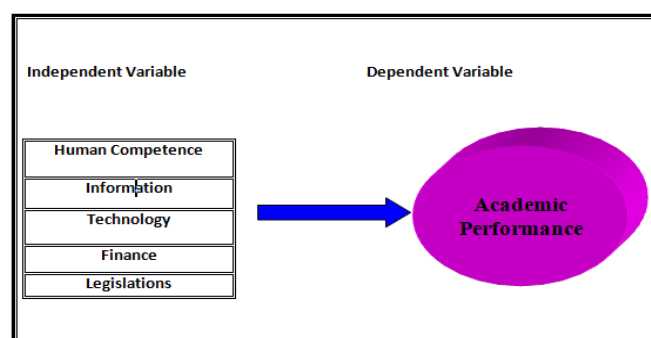 Independent Variable
Dependent Variable
Human Competence
Information
Technology
Finance
Legislations
Academic
Performance